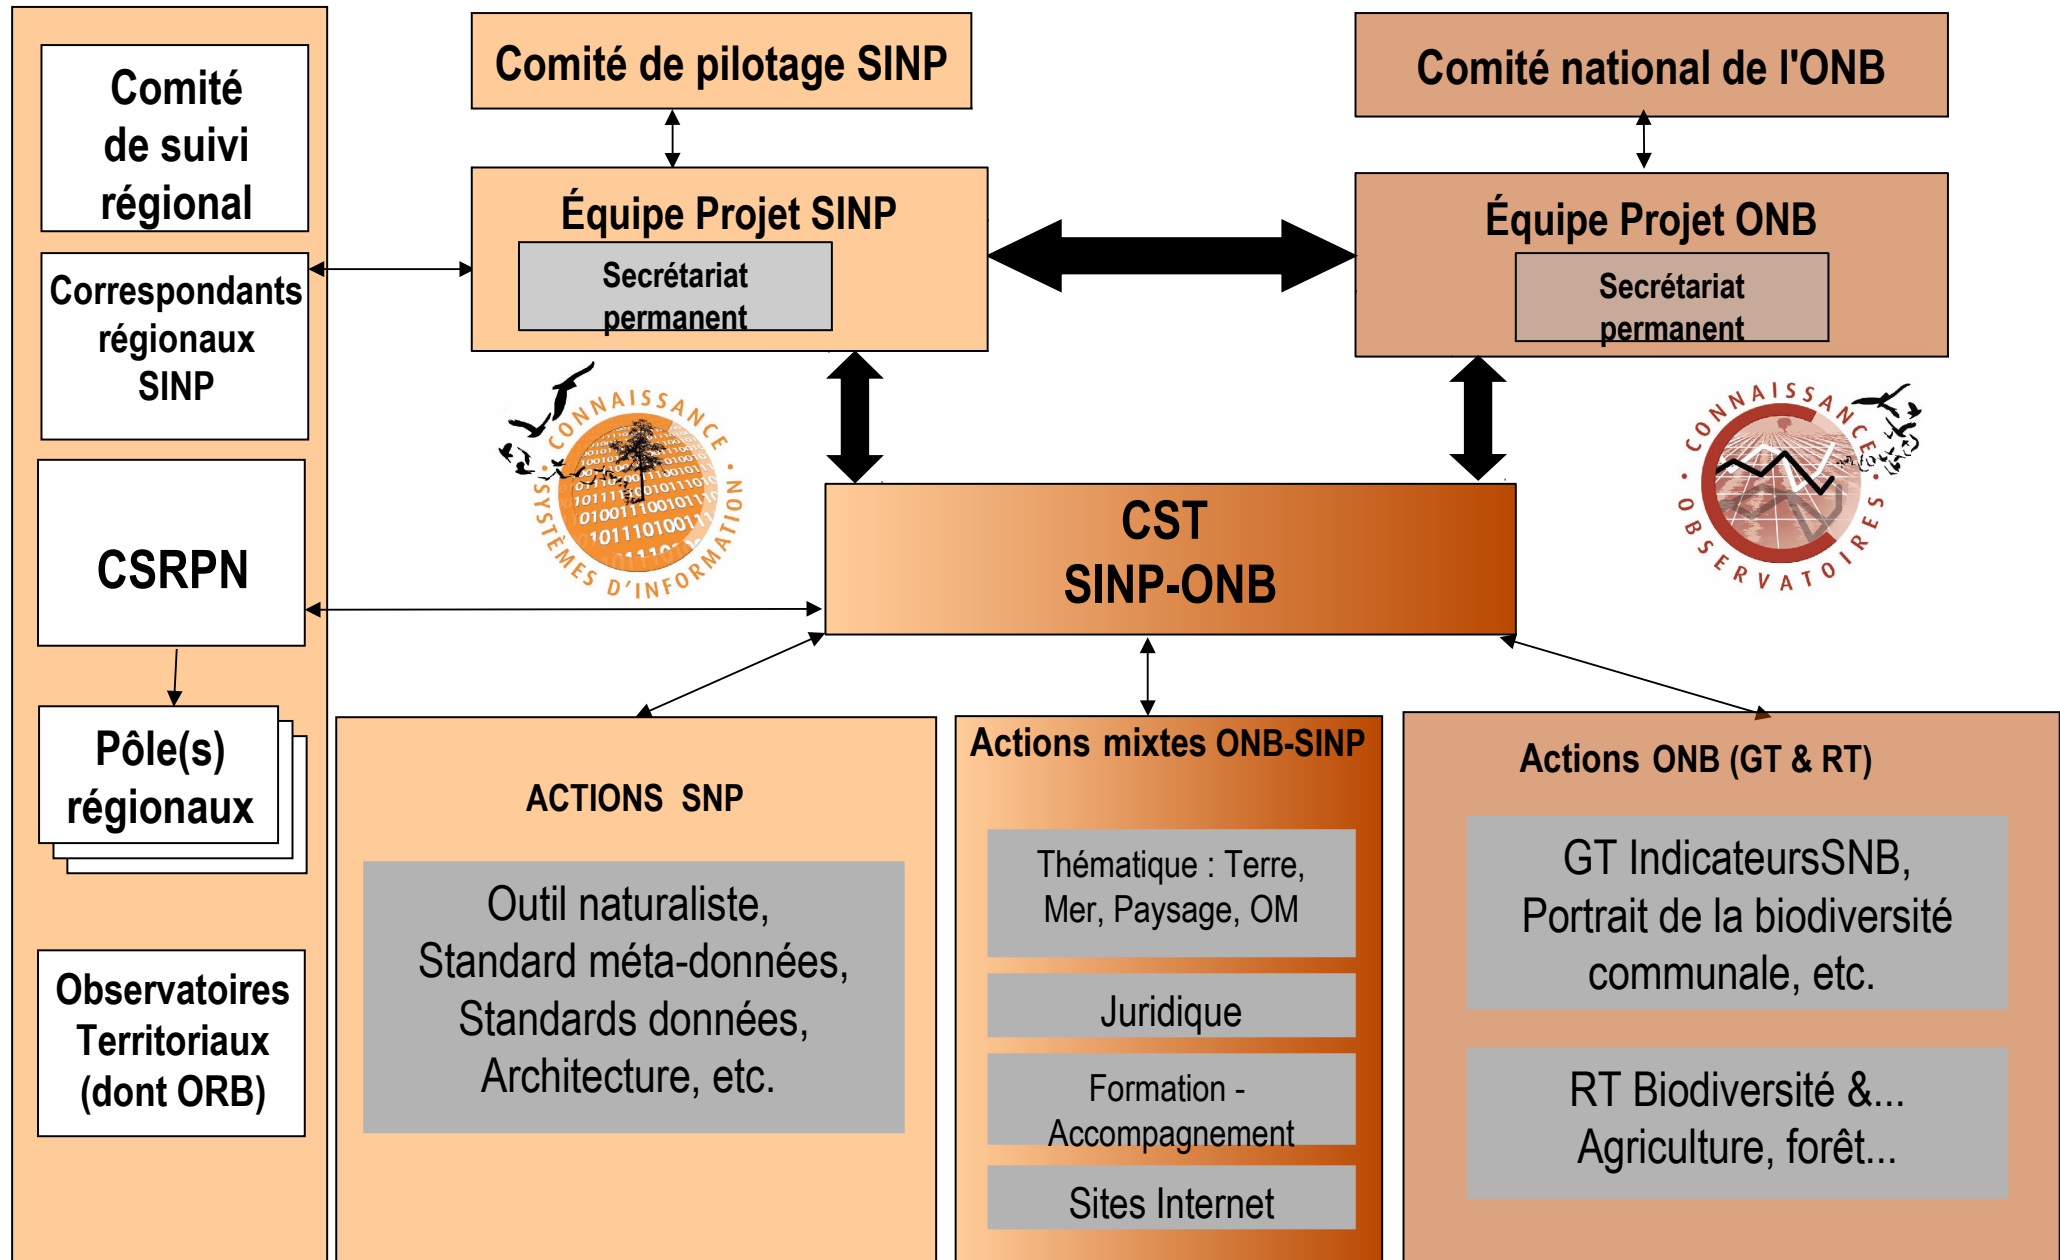 Comité
de suivi
régional
Correspondants
régionaux
SINP
CSRPN
Pôle(s)
régionaux
Observatoires
Territoriaux
(dont ORB)
Comité de pilotage SINP
Équipe Projet SINP
Secrétariat
permanent
Comité national de l'ONB
Équipe Projet ONB
Secrétariat
permanent
• CONNAISSANCE •
SYSTÈMES D'INFORMATION
• CONNAISSANCE •
OBSERVATOIRES
CST
SINP-ONB
ACTIONS SNP
Outil naturaliste,
Standard méta-données,
Standards données,
Architecture, etc.
Actions mixtes ONB-SINP
Thématique : Terre,
Mer, Paysage, OM
Juridique
Formation -
Accompagnement
Sites Internet
Actions ONB (GT & RT)
GT IndicateursSNB,
Portrait de la biodiversité
communale, etc.
RT Biodiversité &...
Agriculture, forêt...